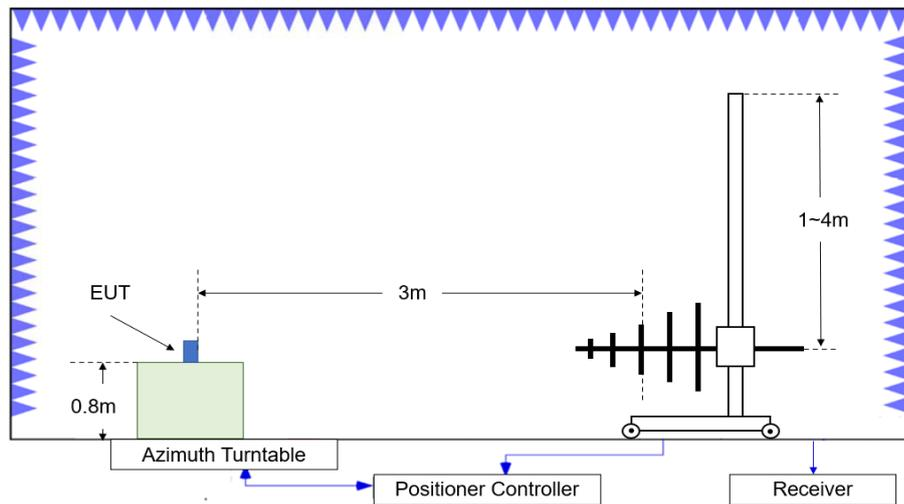 1~4m
EUT
3m
0.8m
Azimuth Turntable
Positioner Controller
Receiver